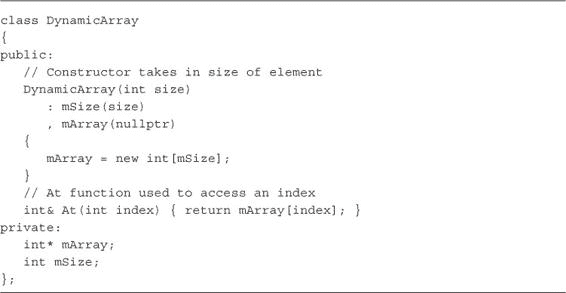 class DynamicArray
{
public:
   // Constructor takes in size of element
   DynamicArray(int size)
      : mSize(size)
      , mArray(nullptr)
   {
      mArray = new int[mSize];
   }
   // At function used to access an index
   int& At(int index) { return mArray[index]; }
private:
   int* mArray;
   int mSize;
};